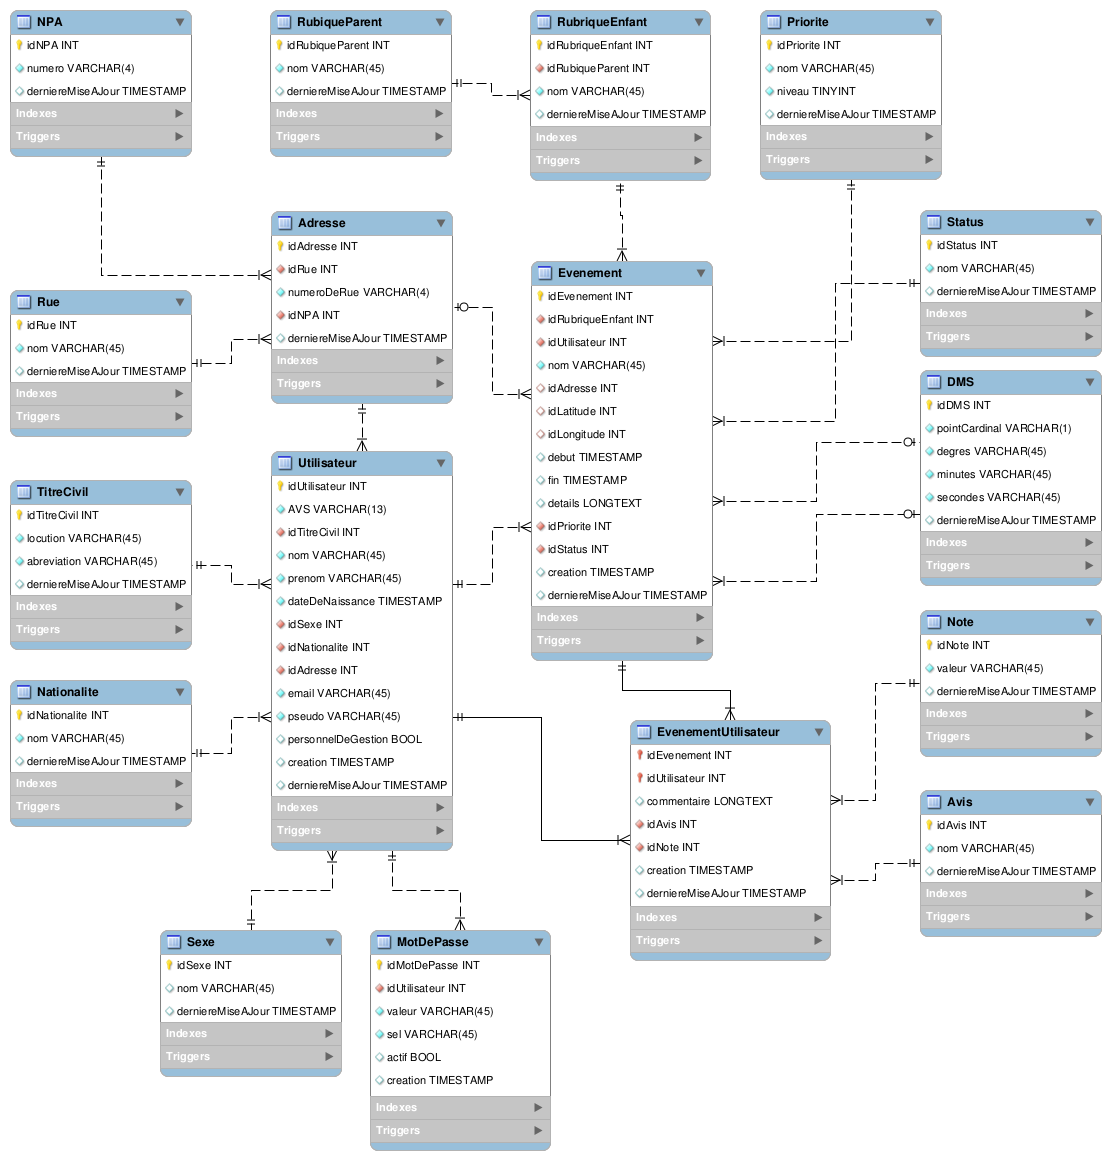 NPA
idNPA INT
numero VARCHAR(4)
derniereMiseAJour TIMESTAMP
Indexes
Triggers
RubiqueParent
idRubiqueParent INT
nom VARCHAR(45)
derniereMiseAJour TIMESTAMP
Indexes
Triggers
RubriqueEnfant
idRubriqueEnfant INT
idRubiqueParent INT
nom VARCHAR(45)
derniereMiseAJour TIMESTAMP
Indexes
Triggers
Priorite
idPriorite INT
nom VARCHAR(45)
niveau TINYINT
derniereMiseAJour TIMESTAMP
Indexes
Triggers
Adresse
idAdresse INT
idRue INT
numeroDeRue VARCHAR(4)
idNPA INT
derniereMiseAJour TIMESTAMP
Indexes
Triggers
Status
idStatus INT
nom VARCHAR(45)
derniereMiseAJour TIMESTAMP
Indexes
Triggers
Rue
idRue INT
nom VARCHAR(45)
derniereMiseAJour TIMESTAMP
Indexes
Triggers
Evenement
idEvenement INT
idRubriqueEnfant INT
idUtilisateur INT
nom VARCHAR(45)
idAdresse INT
idLatitude INT
idLongitude INT
debut TIMESTAMP
fin TIMESTAMP
details LONGTEXT
idPriorite INT
idStatus INT
creation TIMESTAMP
derniereMiseAJour TIMESTAMP
Indexes
Triggers
DMS
idDMS INT
pointCardinal VARCHAR(1)
degres VARCHAR(45)
minutes VARCHAR(45)
secondes VARCHAR(45)
derniereMiseAJour TIMESTAMP
Indexes
Triggers
Utilisateur
idUtilisateur INT
AVS VARCHAR(13)
idTitreCivil INT
nom VARCHAR(45)
prenom VARCHAR(45)
dateDeNaissance TIMESTAMP
idSexe INT
idNationalite INT
idAdresse INT
email VARCHAR(45)
pseudo VARCHAR(45)
personnelDeGestion BOOL
creation TIMESTAMP
derniereMiseAJour TIMESTAMP
Indexes
Triggers
TitreCivil
idTitreCivil INT
locution VARCHAR(45)
abreviation VARCHAR(45)
derniereMiseAJour TIMESTAMP
Indexes
Triggers
Nationalite
idNationalite INT
nom VARCHAR(45)
derniereMiseAJour TIMESTAMP
Indexes
Triggers
Note
idNote INT
valeur VARCHAR(45)
derniereMiseAJour TIMESTAMP
Indexes
Triggers
EvenementUtilisateur
idEvenement INT
idUtilisateur INT
commentaire LONGTEXT
idAvis INT
idNote INT
creation TIMESTAMP
derniereMiseAJour TIMESTAMP
Indexes
Triggers
Avis
idAvis INT
nom VARCHAR(45)
derniereMiseAJour TIMESTAMP
Indexes
Triggers
Sexe
idSexe INT
nom VARCHAR(45)
derniereMiseAJour TIMESTAMP
Indexes
Triggers
MotDePasse
idMotDePasse INT
idUtilisateur INT
valeur VARCHAR(45)
sel VARCHAR(45)
actif BOOL
creation TIMESTAMP
Indexes
Triggers